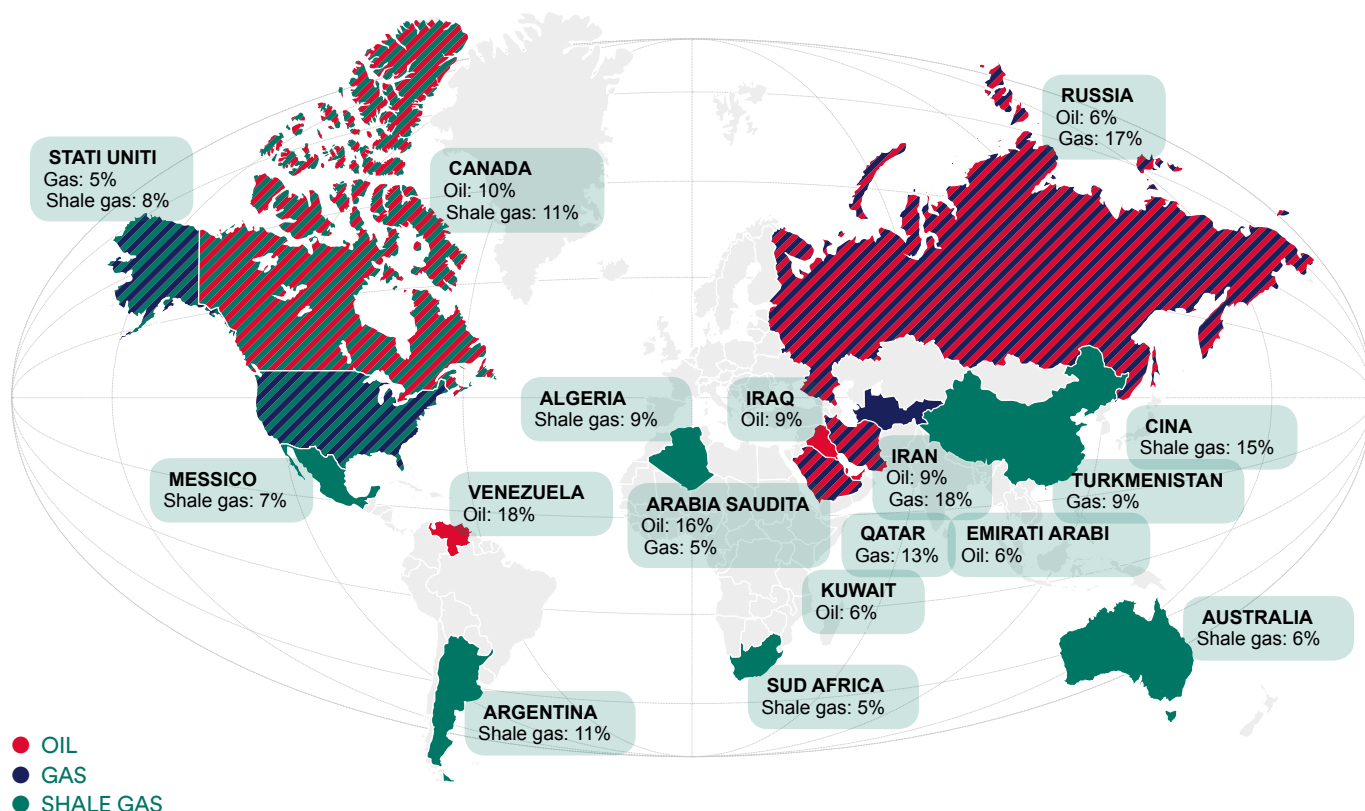 RUSSIA
Oil: 6%
Gas: 17%
STATI UNITI
Gas: 5%
Shale gas: 8%
CANADA
Oil: 10%
Shale gas: 11%
ALGERIA
Shale gas: 9%
IRAQ
Oil: 9%
CINA
Shale gas: 15%
IRAN
Oil: 9%
Gas: 18%
MESSICO
Shale gas: 7%
VENEZUELA
Oil: 18%
ARABIA SAUDITA
Oil: 16%
Gas: 5%
TURKMENISTAN
Gas: 9%
QATAR
Gas: 13%
EMIRATI ARABI
Oil: 6%
KUWAIT
Oil: 6%
AUSTRALIA
Shale gas: 6%
SUD AFRICA
Shale gas: 5%
ARGENTINA
Shale gas: 11%
OIL
GAS
SHALE GAS